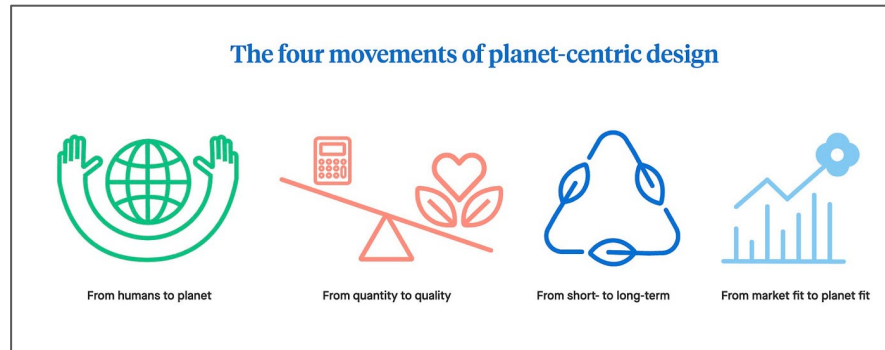 The four movements of planet-centric design
From humans to planet
From quantity to quality
From short- to long-term
From market fit to planet fit